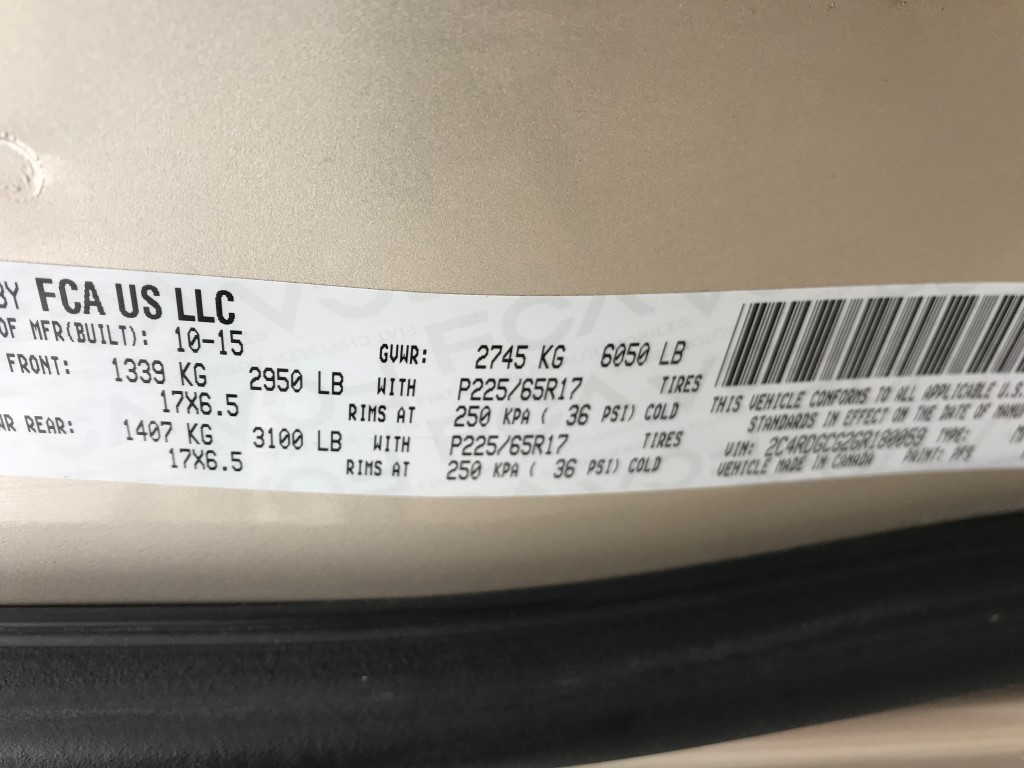 BY FCA US LLC
OF MFR(BUILT): 10-15 GVWR: 2745 KG 6050 LB
FRONT: 1339 KG 2950 LB WITH P225/65R17 TIRES
17X6.5 RIMS AT 250 KPA ( 36 PSI) COLD
WR REAR: 1407 KG 3100 LB WITH P225/65R17 TIRES
17X6.5 RIMS AT 250 KPA ( 36 PSI) COLD
THIS VEHICLE CONFORMS TO ALL APPLICABLE U.S.
STANDARDS IN EFFECT ON THE DATE OF MANU
VIN: TYPE:
VEHICLE MADE IN CANADA PAINT: